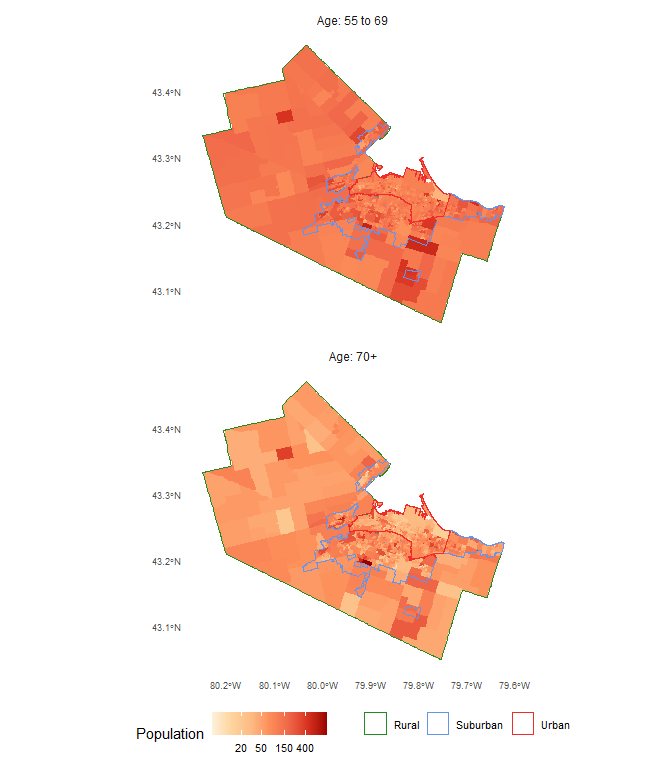 Age: 55 to 69
43.4°N
43.3°N
43.2°N
43.1°N
Age: 70+
43.4°N
43.3°N
43.2°N
43.1°N
80.2°W 80.1°W 80.0°W 79.9°W 79.8°W 79.7°W 79.6°W
Population
20 50 150 400
Rural Suburban Urban